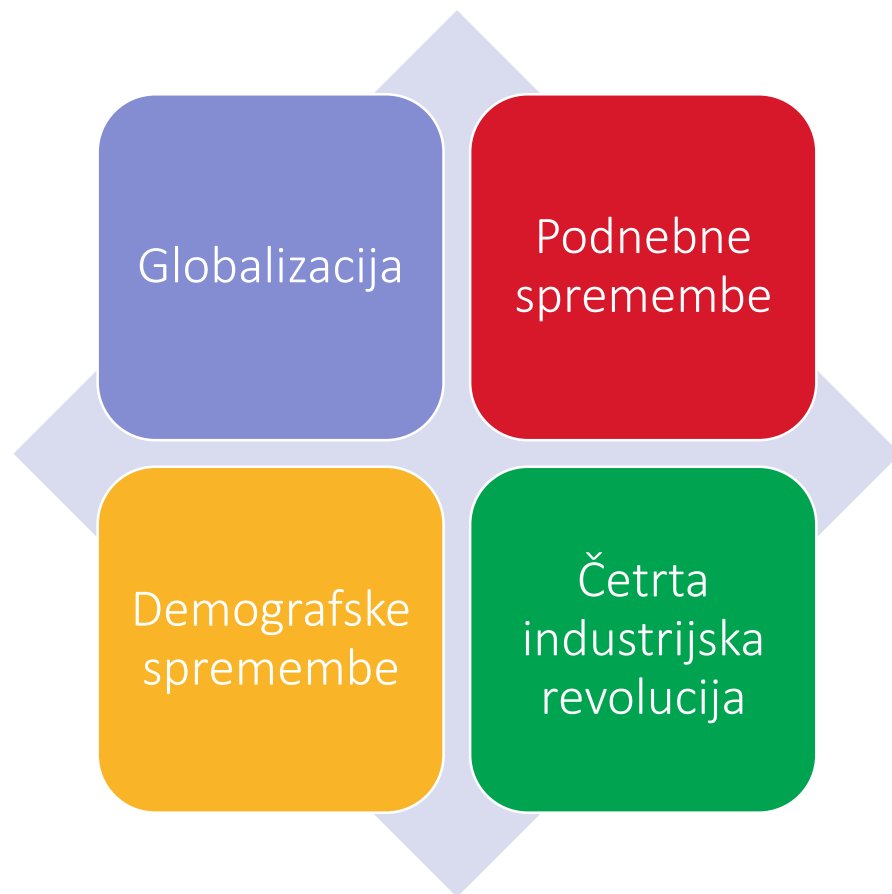 Globalizacija
Podnebne
spremembe
Demografske
spremembe
Četrta
industrijska
revolucija